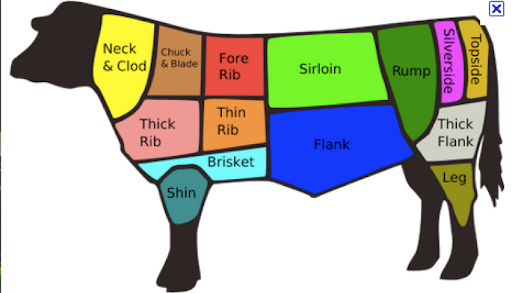 Neck
& Clod
Chuck
& Blade
Fore
Rib
Sirloin
Rump
Silverside
Topside
Thick
Rib
Thin
Rib
Flank
Thick
Flank
Brisket
Shin
Leg